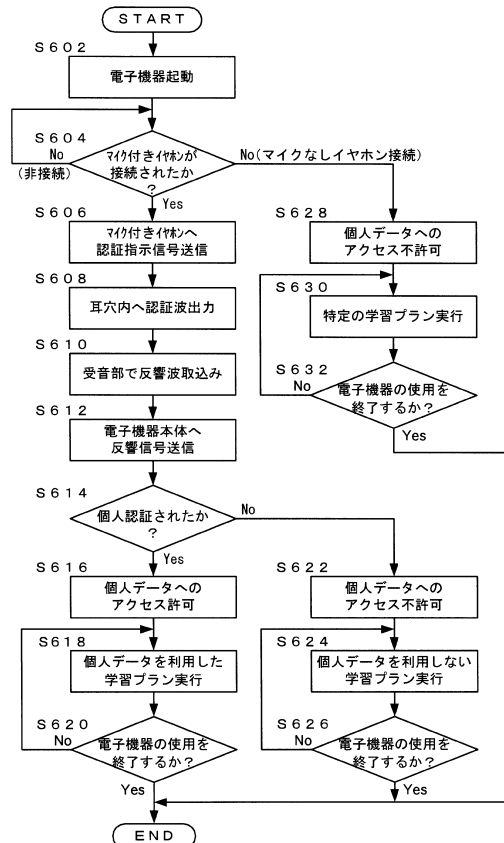 START
S602
電子機器起動
S604
No
(非接続)
マイク付きイヤホンが
接続されたか
?
No(マイクなしイヤホン接続)
Yes
S606
マイク付きイヤホンへ
認証指示信号送信
S608
耳穴内へ認証波出力
S610
受音部で反響波取込み
S612
電子機器本体へ
反響信号送信
S628
個人データへの
アクセス不許可
S630
特定の学習プラン実行
S632
No
電子機器の使用を
終了するか?
Yes
S614
個人認証されたか
?
No
Yes
S616
個人データへの
アクセス許可
S618
個人データを利用した
学習プラン実行
S620
No
電子機器の使用を
終了するか?
Yes
S622
個人データへの
アクセス不許可
S624
個人データを利用しない
学習プラン実行
S626
No
電子機器の使用を
終了するか?
Yes
END